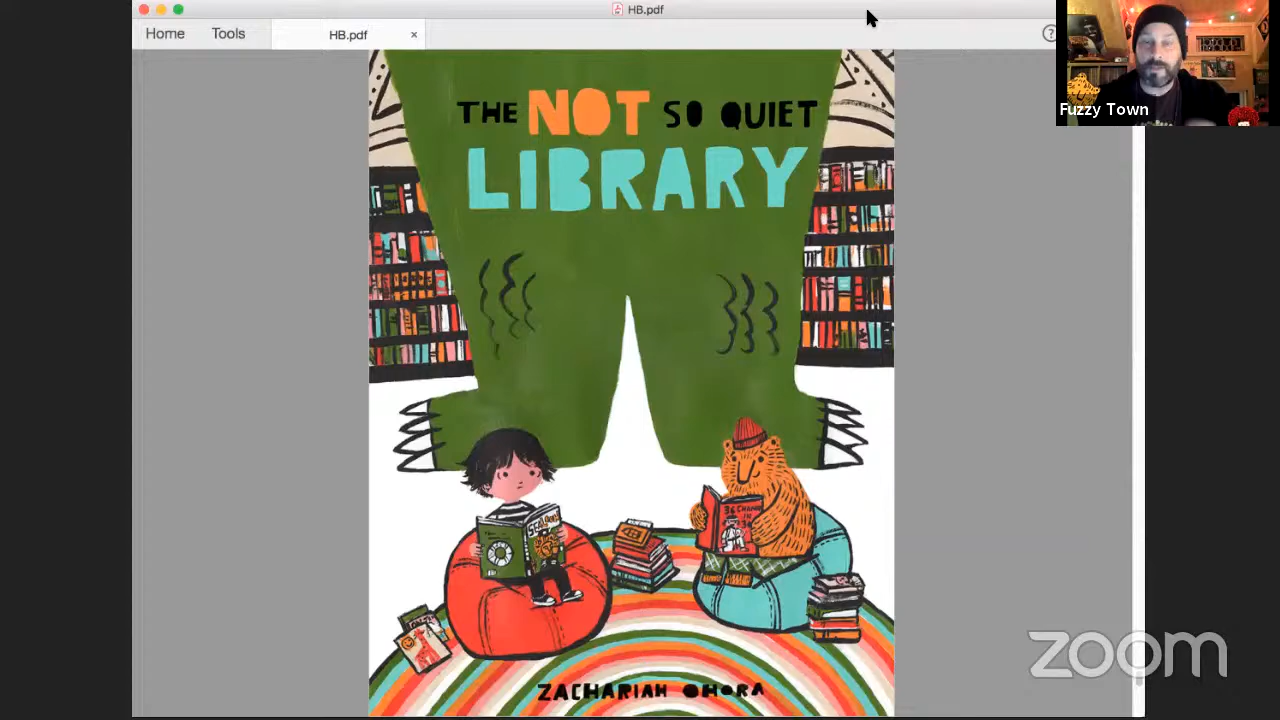 HB.pdf
Home Tools HB.pdf ×
?
Fuzzy Town
THE NOT SO QUIET
LIBRARY
ZACHARIAH OHORA
zoom